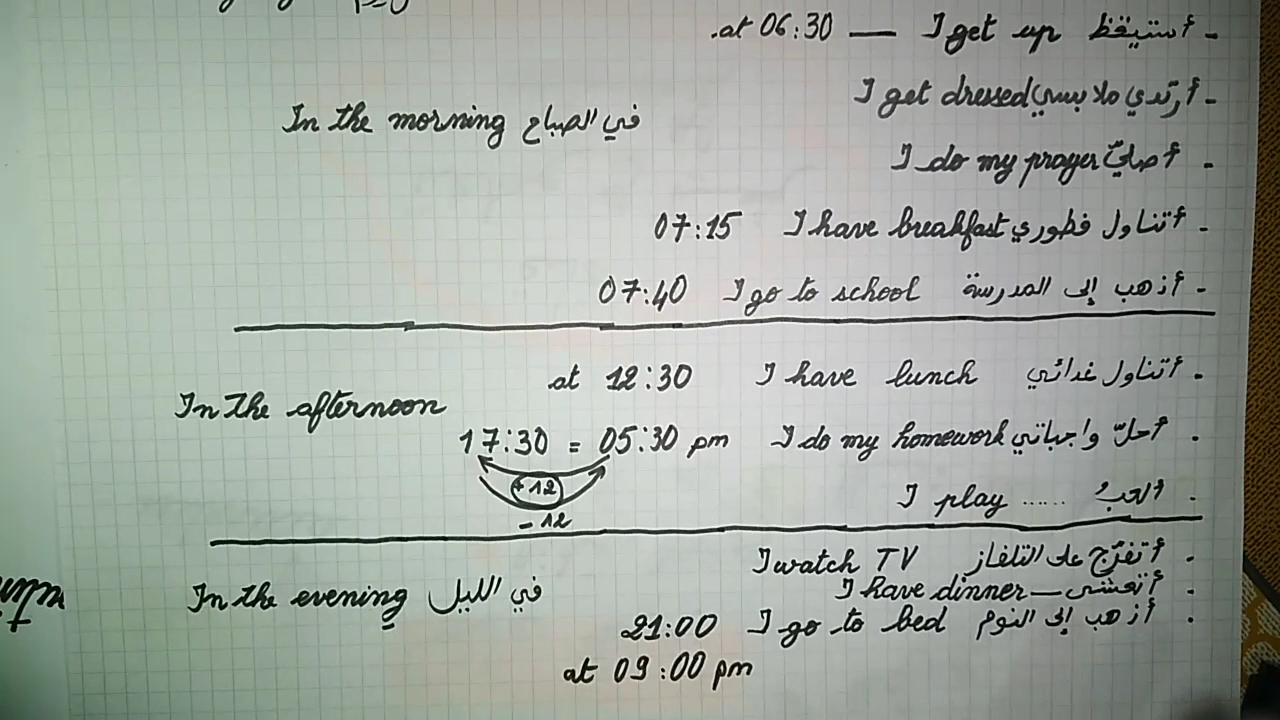 at 06:30. — I get up أستيقظ -
I get dressed أرتدي ملابسي -
In the morning في الصباح
I do my prayer أصلي -
07:15 I have breakfast أتناول فطوري -
07:40 I go to school أذهب إلى المدرسة -
at 12:30 I have lunch أتناول غدائي -
In the afternoon
17:30 = 05:30 pm I do my homework أحلّ واجباتي .
+12
-12
I play ...... ألعبُ .
I watch TV أتفرّج على التلفاز .
In the evening في الليل
I have dinner — أتعشى .
21:00 I go to bed أذهب إلى النوم .
at 09:00 pm